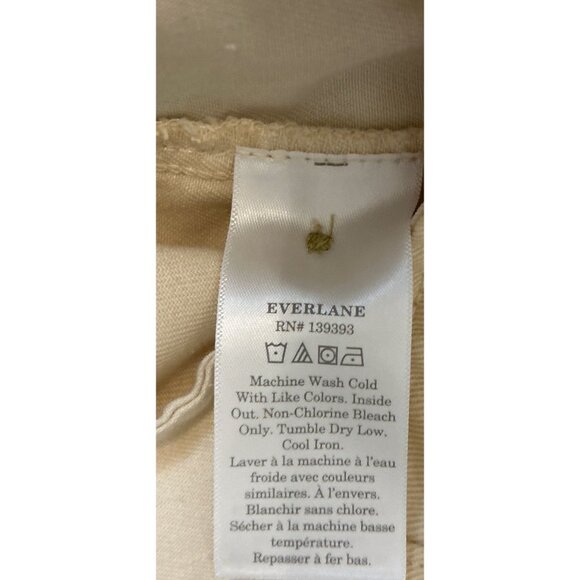 EVERLANE
RN# 139393
Machine Wash Cold
With Like Colors. Inside
Out. Non-Chlorine Bleach
Only. Tumble Dry Low.
Cool Iron.
Laver à la machine à l'eau
froide avec couleurs
similaires. À l'envers.
Blanchir sans chlore.
Sécher à la machine basse
température.
Repasser à fer bas.